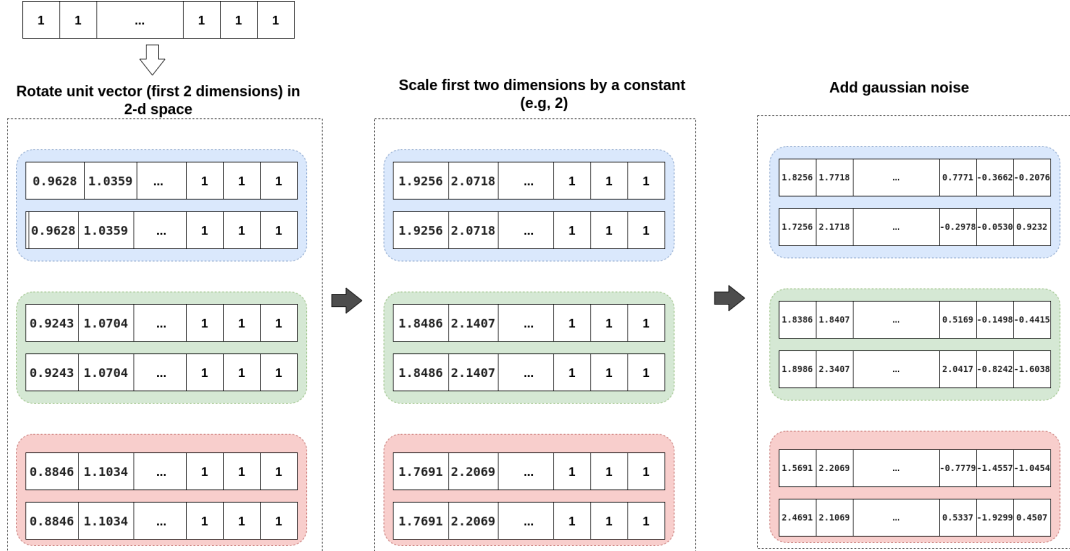 1 1 ... 1 1 1
Rotate unit vector (first 2 dimensions) in
2-d space
0.9628 1.0359 ... 1 1 1
0.9628 1.0359 ... 1 1 1
0.9243 1.0704 ... 1 1 1
0.9243 1.0704 ... 1 1 1
0.8846 1.1034 ... 1 1 1
0.8846 1.1034 ... 1 1 1
Scale first two dimensions by a constant
(e.g, 2)
1.9256 2.0718 ... 1 1 1
1.9256 2.0718 ... 1 1 1
1.8486 2.1407 ... 1 1 1
1.8486 2.1407 ... 1 1 1
1.7691 2.2069 ... 1 1 1
1.7691 2.2069 ... 1 1 1
Add gaussian noise
1.8256 1.7718 ... 0.7771 -0.3662 -0.2076
1.7256 2.1718 ... -0.2978 -0.0530 0.9232
1.8386 1.8407 ... 0.5169 -0.1498 -0.4415
1.8986 2.3407 ... 2.0417 -0.8242 -1.6038
1.5691 2.2069 ... -0.7779 -1.4557 -1.0454
2.4691 2.1069 ... 0.5337 -1.9299 0.4507